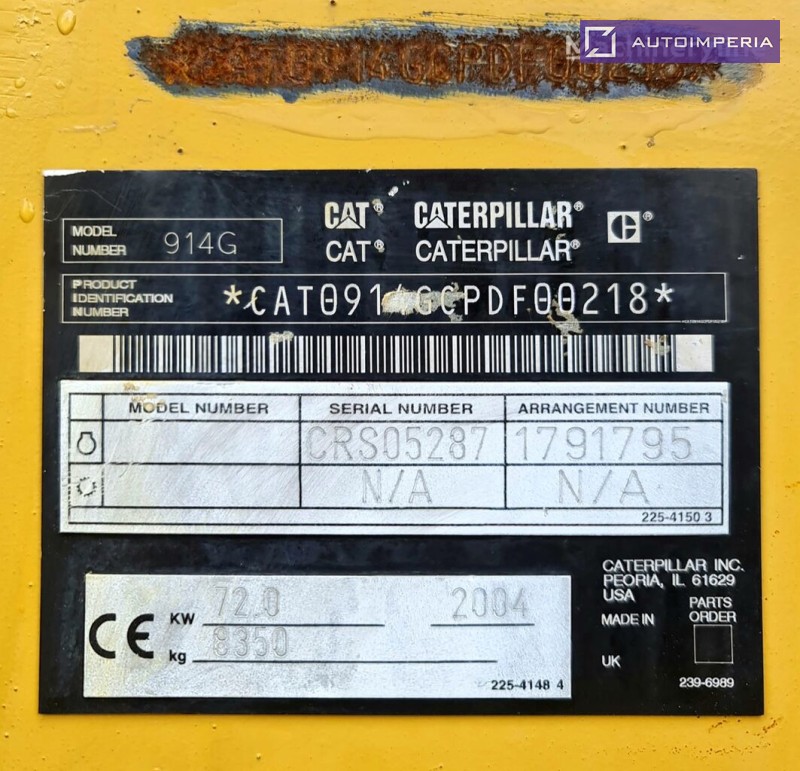 AUTOIMPERIA
0914GCPDF00218*
MODEL NUMBER 914G
CAT® CATERPILLAR®
CAT® CATERPILLAR®
PRODUCT IDENTIFICATION NUMBER
*CAT0914GCPDF00218*
MODEL NUMBER SERIAL NUMBER ARRANGEMENT NUMBER
CRS05287 1791795
N/A N/A
225-4150 3
CE KW 72.0 2004
kg 8350
225-4148 4
CATERPILLAR INC.
PEORIA, IL 61629
USA
MADE IN
UK
PARTS
ORDER
239-6989